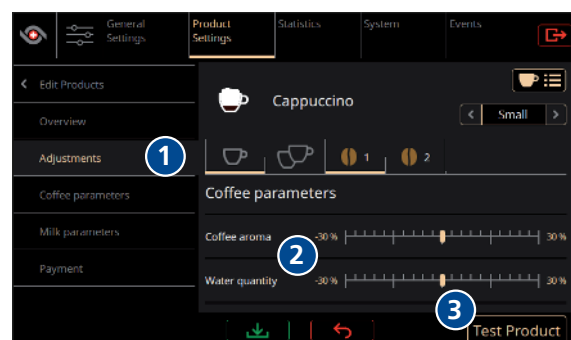 General
Settings
Product
Settings
Statistics
System
Events
Edit Products
Overview
Adjustments
1
Coffee parameters
Milk parameters
Payment
Cappuccino
Small
1
2
Coffee parameters
Coffee aroma -30 % 30 %
2
Water quantity -30 % 30 %
3
Test Product